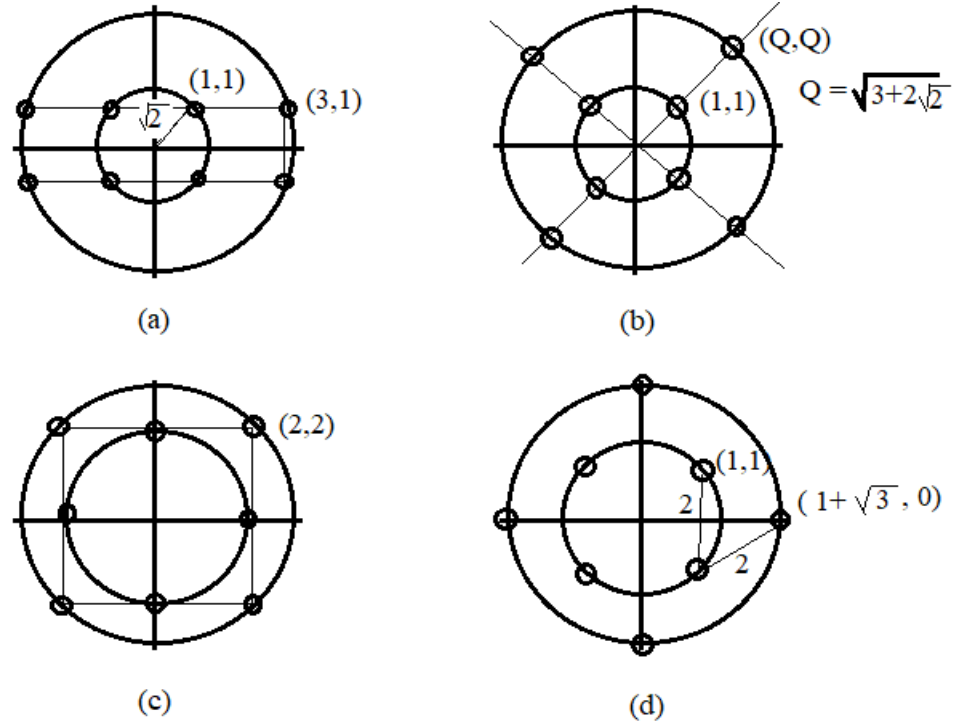 (1,1)
√2
(3,1)
(a)
(Q,Q)
Q = √3+2√2
(1,1)
(b)
(2,2)
(c)
(1,1)
2
( 1+ √3 , 0)
2
(d)